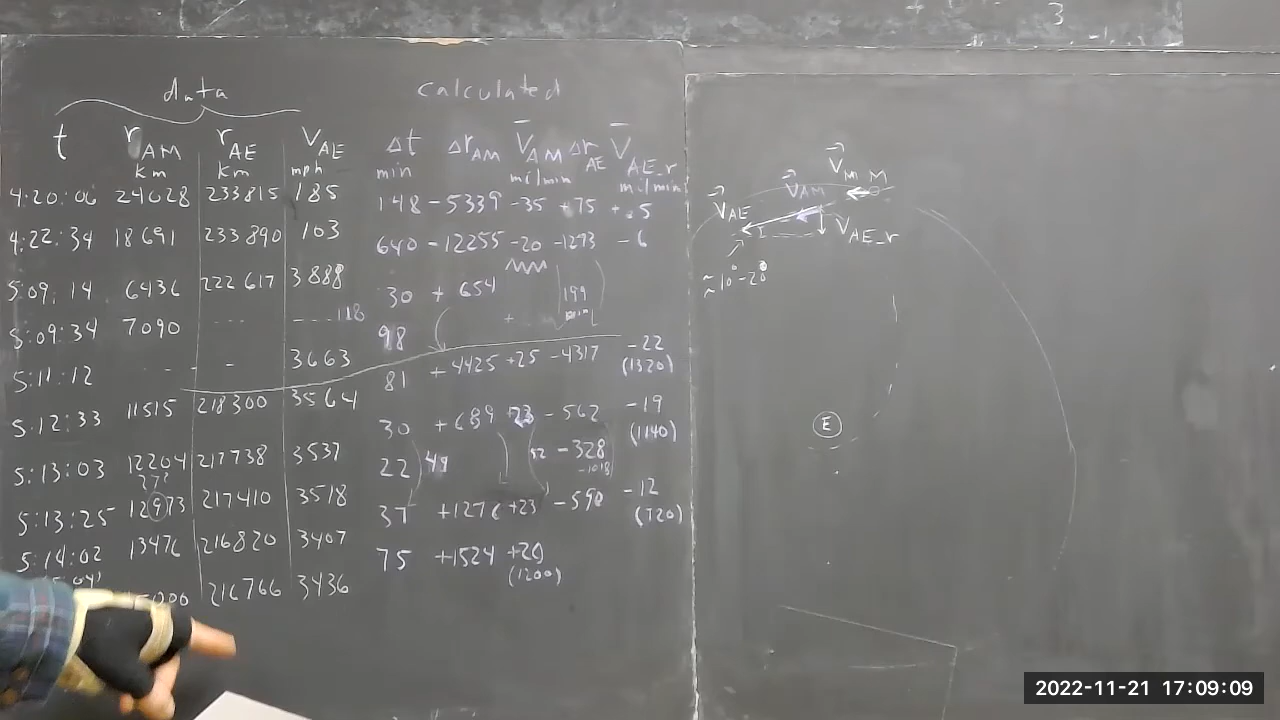 3
data
calculated
t r AM km r AE km V AE mph Δt min Δr AM V̄ AM mi/min Δr AE V̄ AE_r mi/min
4:20:06 24028 233815 185
148 -5339 -35 +75 +.5
4:22:34 18691 233890 103
640 -12255 -20 -1273 -6
5:09:14 6436 222617 3888
30 + 654
199 min
5:09:34 7090 --- ---- 118
98 +
5:11:12 --- - 3663
81 +4425 +25 -4317 -22
(1320)
5:12:33 11515 218300 3564
30 +689 +23 -562 -19
(1140)
5:13:03 12204 217738 3537
22 49 52 -328
-1018
5:13:25 12973 217410 3518
27?
37 +1276 +23 -590 -12
(720)
5:14:02 13476 216820 3407
75 +1524 +20
(1200)
216766 3436
V⃗ M M
V⃗ AM
V⃗ AE
V AE_r
~10°-20°
E
2022-11-21 17:09:09